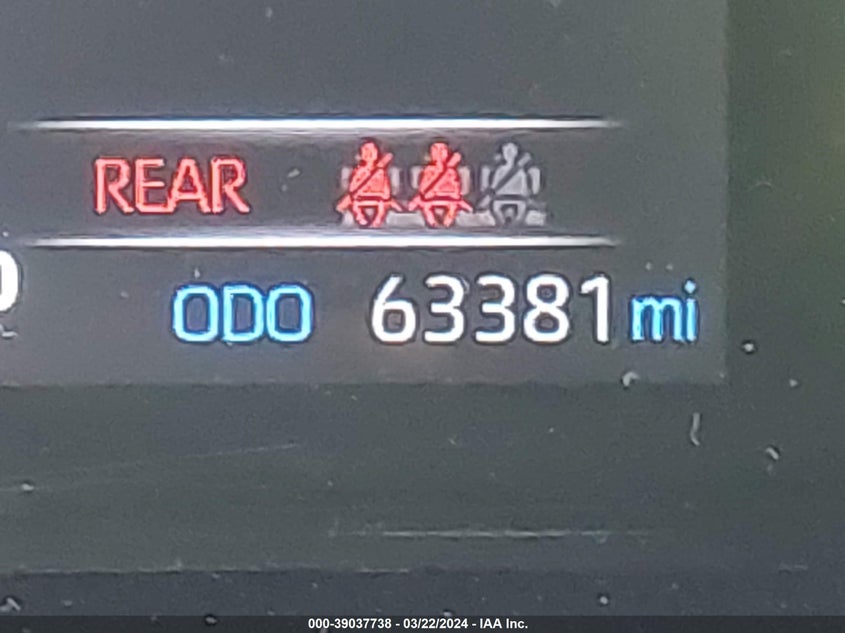 REAR
ODO 63381 mi
000-39037738 - 03/22/2024 - IAA Inc.